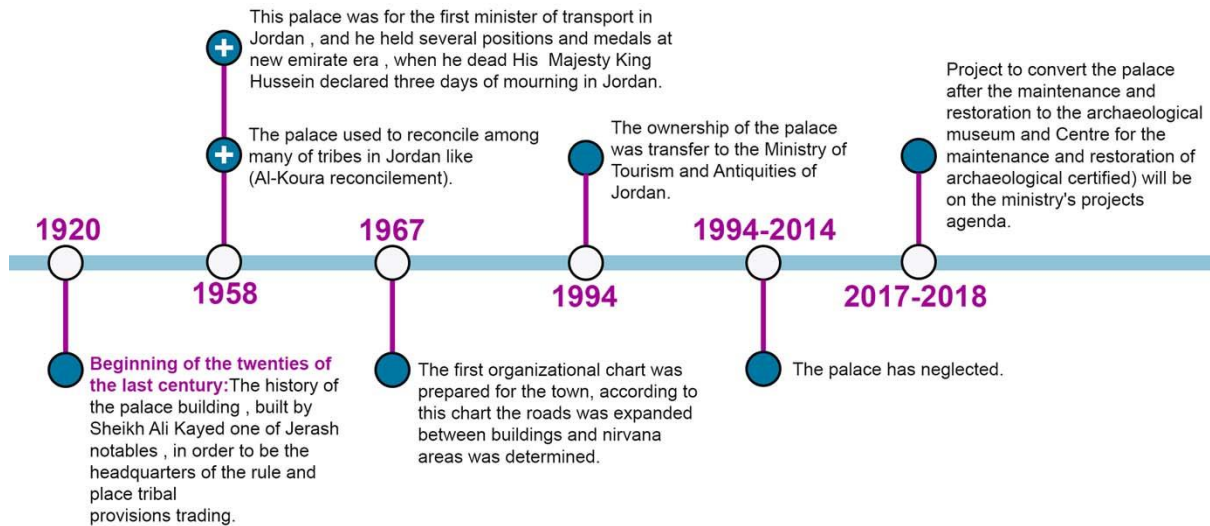 This palace was for the first minister of transport in
Jordan , and he held several positions and medals at
new emirate era , when he dead His Majesty King
Hussein declared three days of mourning in Jordan.
The palace used to reconcile among
many of tribes in Jordan like
(Al-Koura reconcilement).
The ownership of the palace
was transfer to the Ministry of
Tourism and Antiquities of
Jordan.
Project to convert the palace
after the maintenance and
restoration to the archaeological
museum and Centre for the
maintenance and restoration of
archaeological certified) will be
on the ministry's projects
agenda.
1920
1958
1967
1994
1994-2014
2017-2018
Beginning of the twenties of
the last century:The history of
the palace building , built by
Sheikh Ali Kayed one of Jerash
notables , in order to be the
headquarters of the rule and
place tribal
provisions trading.
The first organizational chart was
prepared for the town, according to
this chart the roads was expanded
between buildings and nirvana
areas was determined.
The palace has neglected.